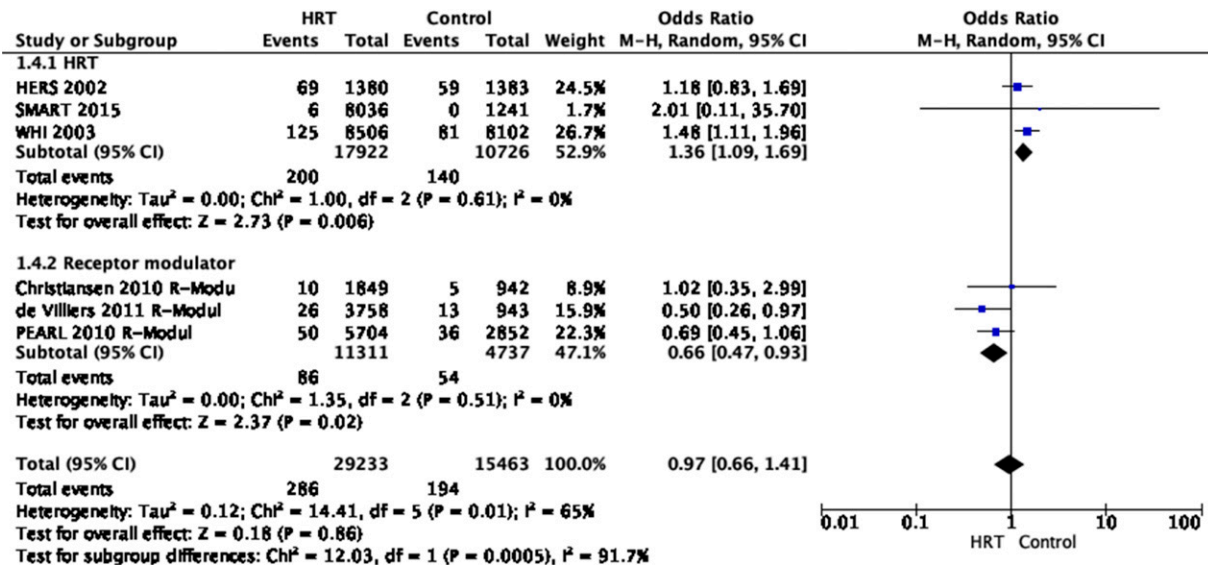 HRT Control Odds Ratio Odds Ratio
Study or Subgroup Events Total Events Total Weight M-H, Random, 95% CI M-H, Random, 95% CI
1.4.1 HRT
HERS 2002 69 1380 59 1383 24.5% 1.18 [0.83, 1.69]
SMART 2015 6 8036 0 1241 1.7% 2.01 [0.11, 35.70]
WHI 2003 125 8506 81 8102 26.7% 1.48 [1.11, 1.96]
Subtotal (95% CI) 17922 10726 52.9% 1.36 [1.09, 1.69]
Total events 200 140
Heterogeneity: Tau² = 0.00; Chi² = 1.00, df = 2 (P = 0.61); I² = 0%
Test for overall effect: Z = 2.73 (P = 0.006)
1.4.2 Receptor modulator
Christiansen 2010 R-Modu 10 1849 5 942 8.9% 1.02 [0.35, 2.99]
de Villiers 2011 R-Modul 26 3758 13 943 15.9% 0.50 [0.26, 0.97]
PEARL 2010 R-Modul 50 5704 36 2852 22.3% 0.69 [0.45, 1.06]
Subtotal (95% CI) 11311 4737 47.1% 0.66 [0.47, 0.93]
Total events 86 54
Heterogeneity: Tau² = 0.00; Chi² = 1.35, df = 2 (P = 0.51); I² = 0%
Test for overall effect: Z = 2.37 (P = 0.02)
Total (95% CI) 29233 15463 100.0% 0.97 [0.66, 1.41]
Total events 286 194
Heterogeneity: Tau² = 0.12; Chi² = 14.41, df = 5 (P = 0.01); I² = 65%
Test for overall effect: Z = 0.18 (P = 0.86)
Test for subgroup differences: Chi² = 12.03, df = 1 (P = 0.0005), I² = 91.7%
0.01 0.1 1 10 100
HRT Control